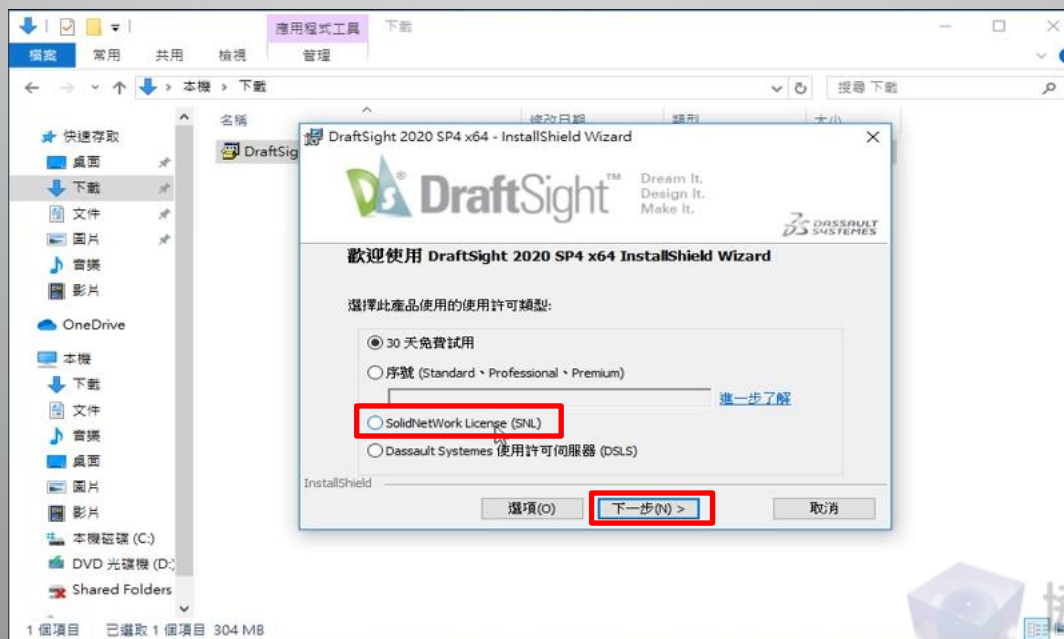 應用程式工具 下載
檔案 常用 共用 檢視 管理
本機 › 下載 搜尋 下載
名稱 修改日期 類型 大小
快速存取
桌面
下載
文件
圖片
音樂
影片
OneDrive
本機
下載
文件
音樂
桌面
圖片
影片
本機磁碟 (C:)
DVD 光碟機 (D:)
Shared Folders
DraftSig
DraftSight 2020 SP4 x64 - InstallShield Wizard
DS DraftSight™
Dream It.
Design It.
Make It.
DASSAULT
SYSTEMES
歡迎使用 DraftSight 2020 SP4 x64 InstallShield Wizard
選擇此產品使用的使用許可類型:
30 天免費試用
序號 (Standard、Professional、Premium)
進一步了解
SolidNetWork License (SNL)
Dassault Systemes 使用許可伺服器 (DSLS)
InstallShield
選項(O) 下一步(N) > 取消
1 個項目 已選取 1 個項目 304 MB